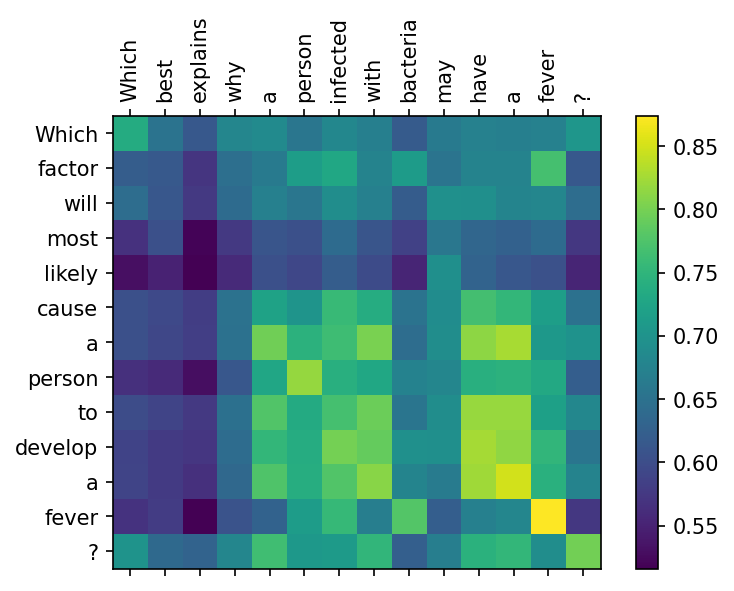 Which best explains why a person infected with bacteria may have a fever ?
Which
factor
will
most
likely
cause
a
person
to
develop
a
fever
?
0.85
0.80
0.75
0.70
0.65
0.60
0.55